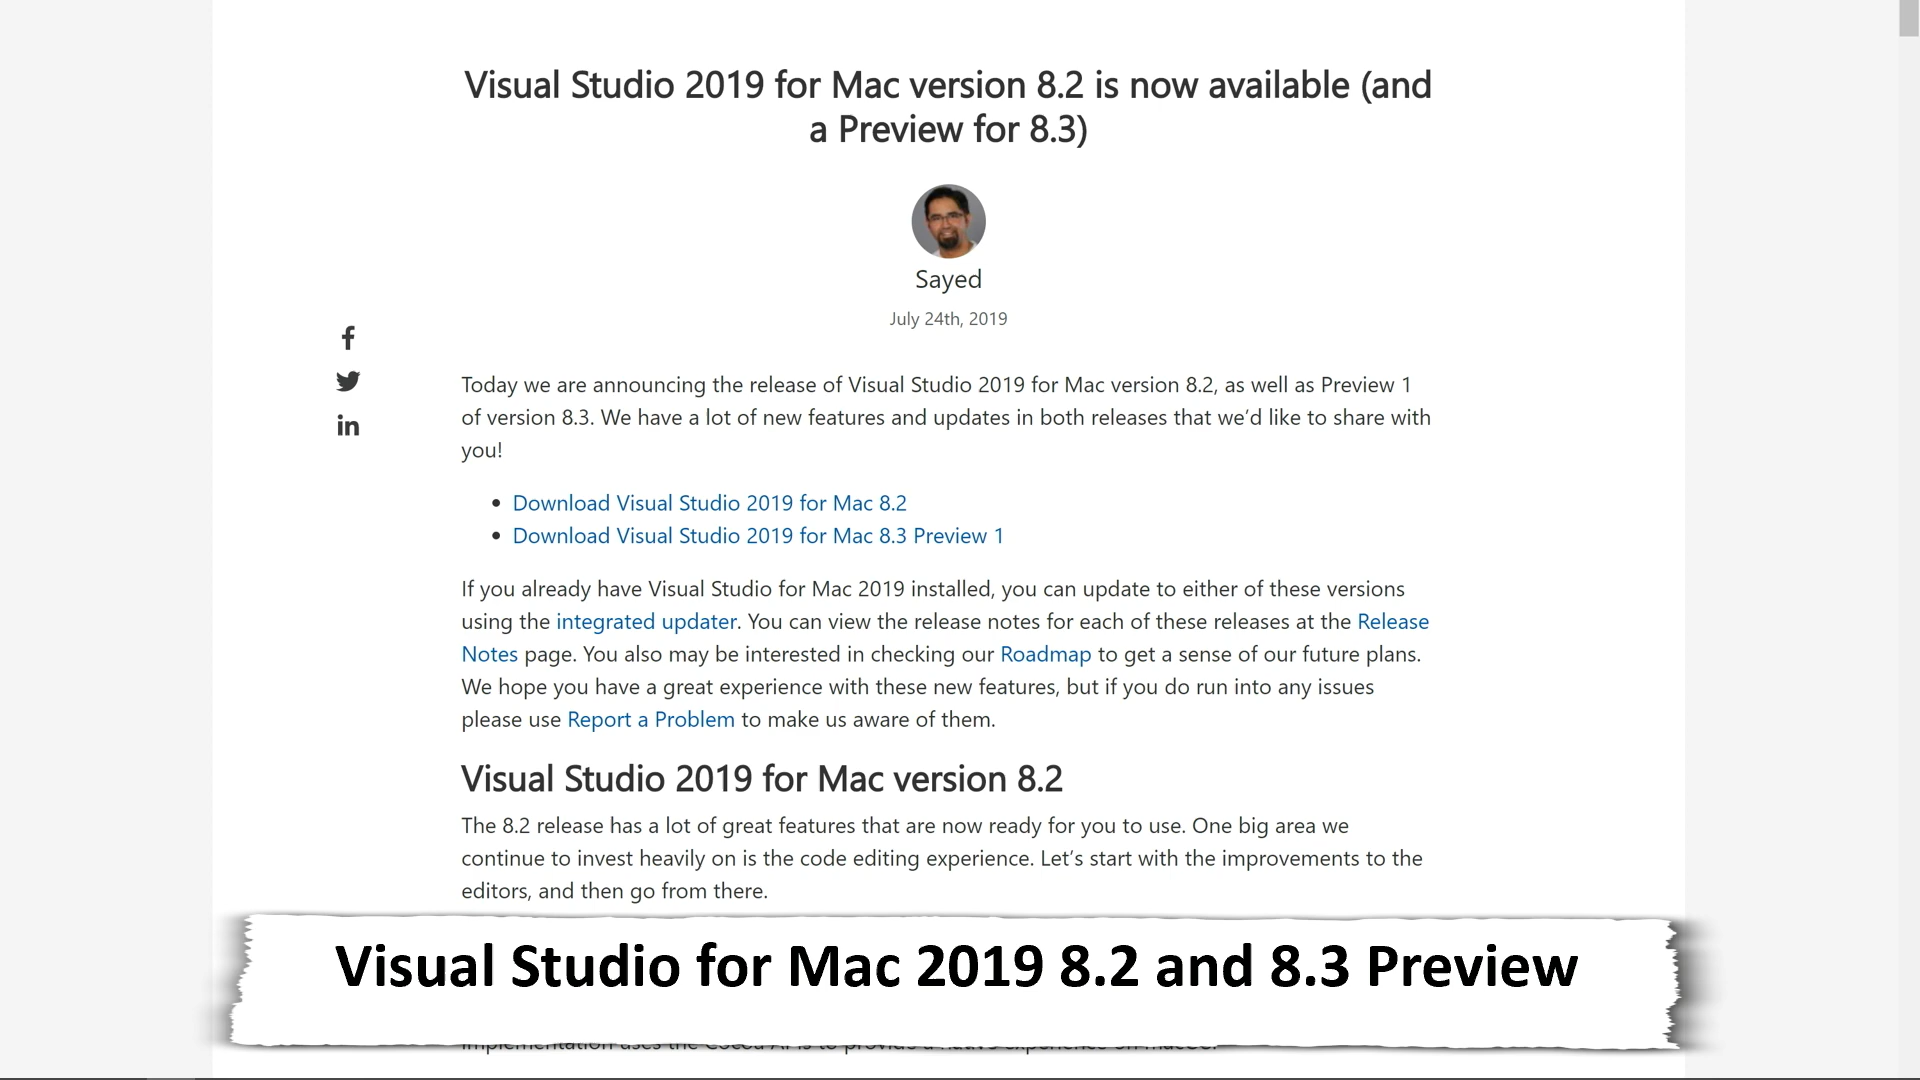 Visual Studio 2019 for Mac version 8.2 is now available (and
a Preview for 8.3)
Sayed
July 24th, 2019
Today we are announcing the release of Visual Studio 2019 for Mac version 8.2, as well as Preview 1
of version 8.3. We have a lot of new features and updates in both releases that we’d like to share with
you!
• Download Visual Studio 2019 for Mac 8.2
• Download Visual Studio 2019 for Mac 8.3 Preview 1
If you already have Visual Studio for Mac 2019 installed, you can update to either of these versions
using the integrated updater. You can view the release notes for each of these releases at the Release
Notes page. You also may be interested in checking our Roadmap to get a sense of our future plans.
We hope you have a great experience with these new features, but if you do run into any issues
please use Report a Problem to make us aware of them.
Visual Studio 2019 for Mac version 8.2
The 8.2 release has a lot of great features that are now ready for you to use. One big area we
continue to invest heavily on is the code editing experience. Let’s start with the improvements to the
editors, and then go from there.
Visual Studio for Mac 2019 8.2 and 8.3 Preview